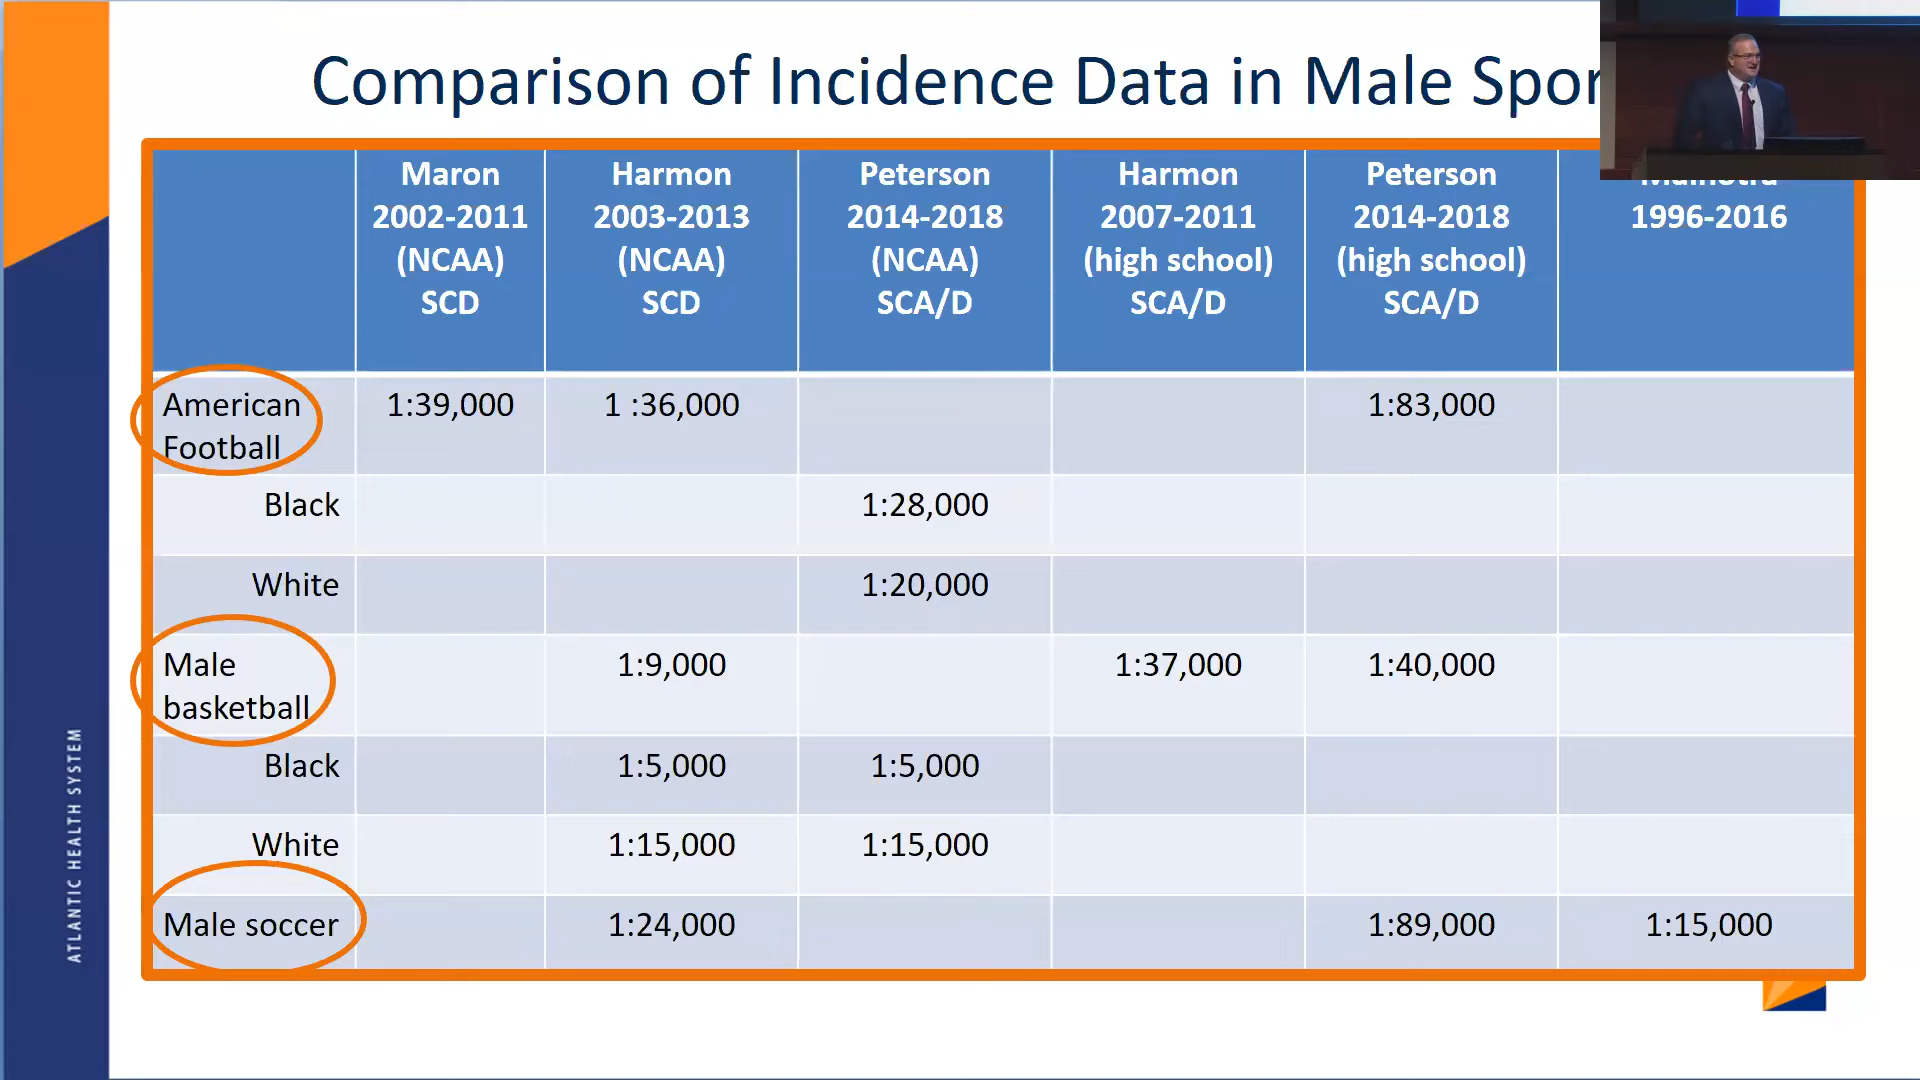 Comparison of Incidence Data in Male
Maron 2002-2011 (NCAA) SCD
Harmon 2003-2013 (NCAA) SCD
Peterson 2014-2018 (NCAA) SCA/D
Harmon 2007-2011 (high school) SCA/D
Peterson 2014-2018 (high school) SCA/D
1996-2016
American Football 1:39,000 1 :36,000 1:83,000
Black 1:28,000
White 1:20,000
Male basketball 1:9,000 1:37,000 1:40,000
Black 1:5,000 1:5,000
White 1:15,000 1:15,000
Male soccer 1:24,000 1:89,000 1:15,000
ATLANTIC HEALTH SYSTEM